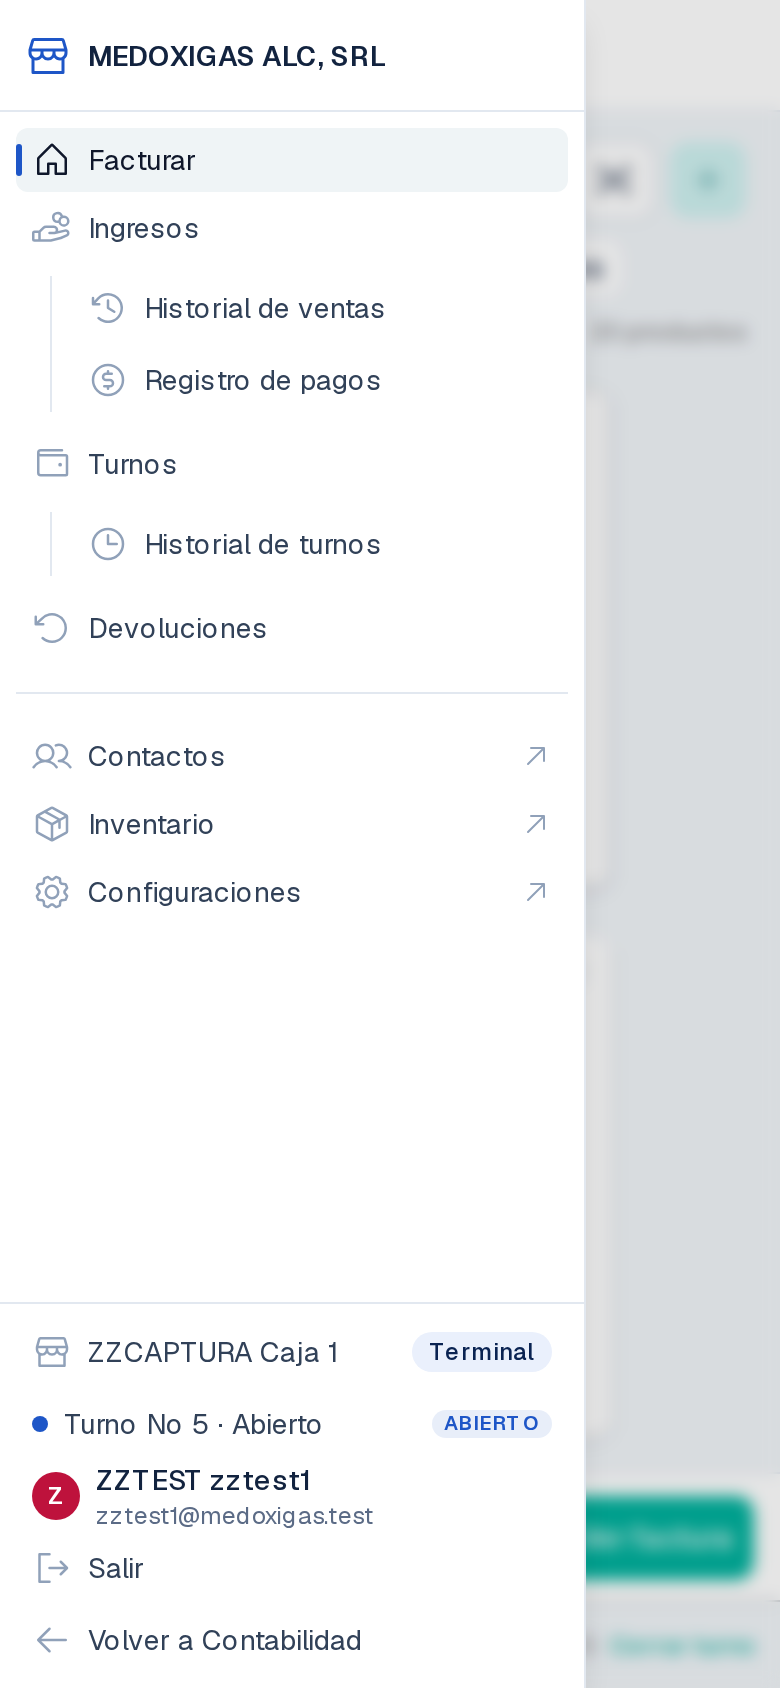 MEDOXIGAS ALC, SRL
Facturar
Ingresos
Historial de ventas
Registro de pagos
Turnos
Historial de turnos
Devoluciones
Contactos
Inventario
Configuraciones
ZZCAPTURA Caja 1 Terminal
Turno No 5 · Abierto ABIERTO
Z ZZTEST zztest1
zztest1@medoxigas.test
Salir
Volver a Contabilidad